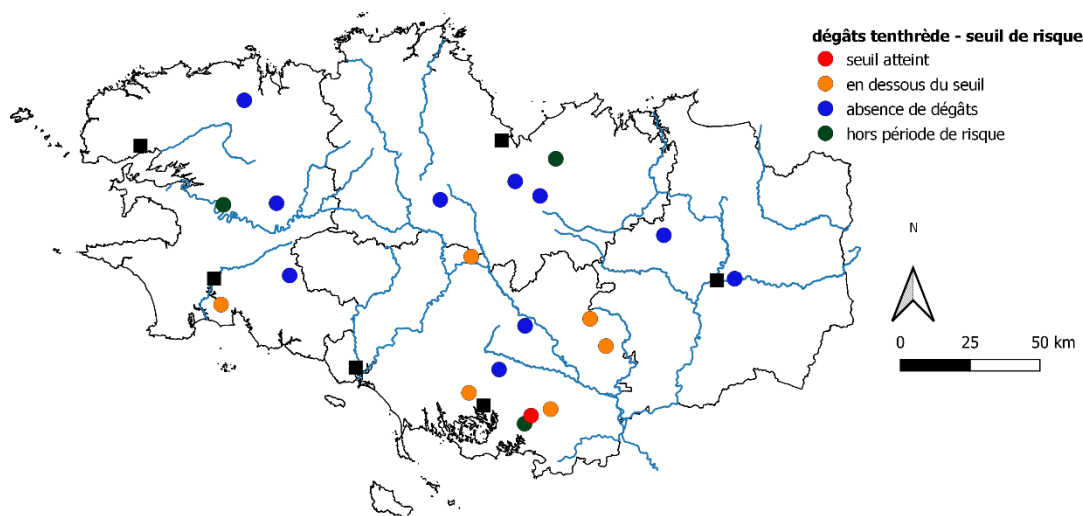 dégâts tenthrède - seuil de risque
seuil atteint
en dessous du seuil
absence de dégâts
hors période de risque
N
0 25 50 km